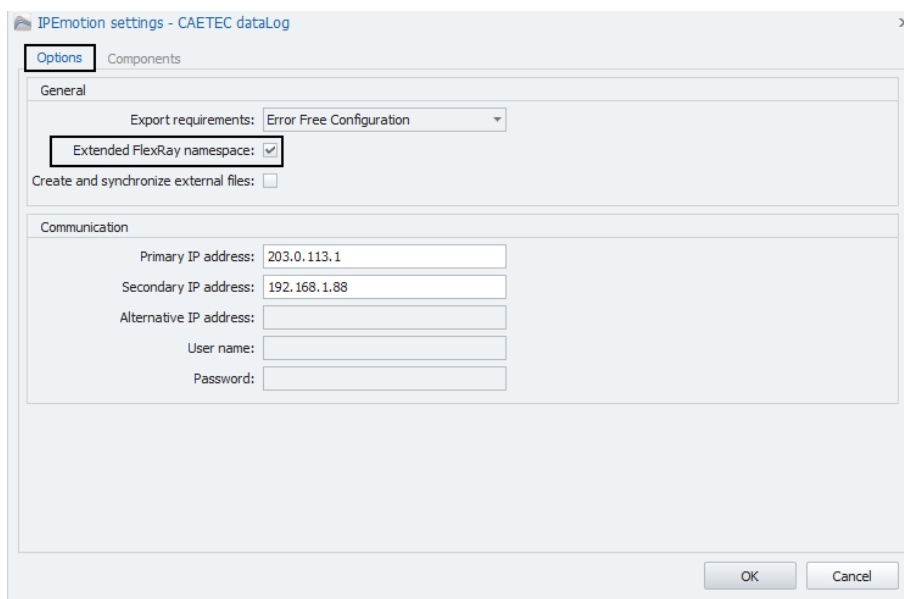 IPEmotion settings - CAETEC dataLog
Options Components
General
Export requirements: Error Free Configuration
Extended FlexRay namespace:
Create and synchronize external files:
Communication
Primary IP address: 203.0.113.1
Secondary IP address: 192.168.1.88
Alternative IP address:
User name:
Password:
OK Cancel